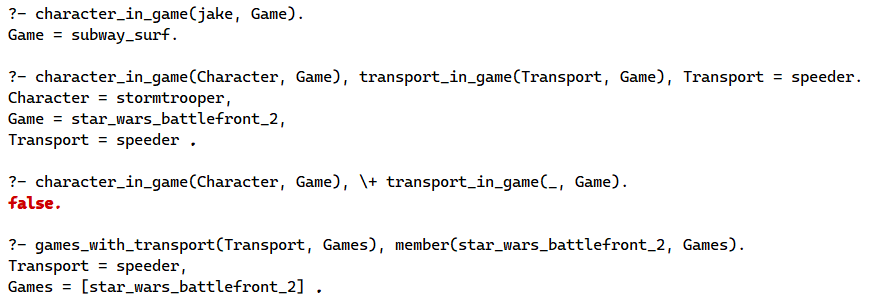 ?- character_in_game(jake, Game).
Game = subway_surf.
?- character_in_game(Character, Game), transport_in_game(Transport, Game), Transport = speeder.
Character = stormtrooper,
Game = star_wars_battlefront_2,
Transport = speeder .
?- character_in_game(Character, Game), \+ transport_in_game(_, Game).
false.
?- games_with_transport(Transport, Games), member(star_wars_battlefront_2, Games).
Transport = speeder,
Games = [star_wars_battlefront_2] .